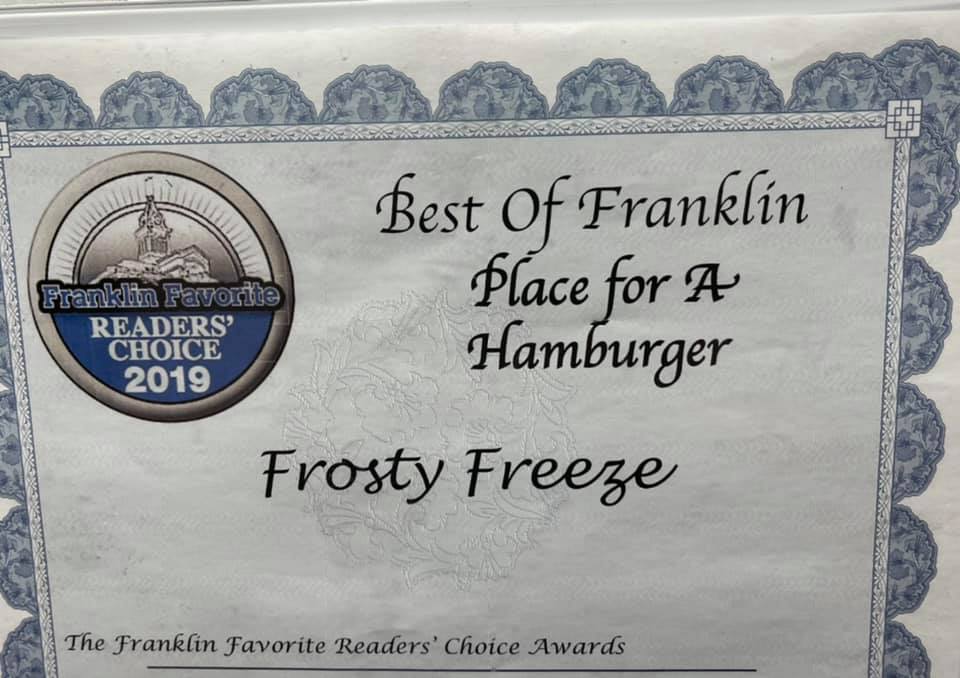 Best Of Franklin
Place for A
Hamburger
Franklin Favorite
READERS'
CHOICE
2019
Frosty Freeze
The Franklin Favorite Readers' Choice Awards